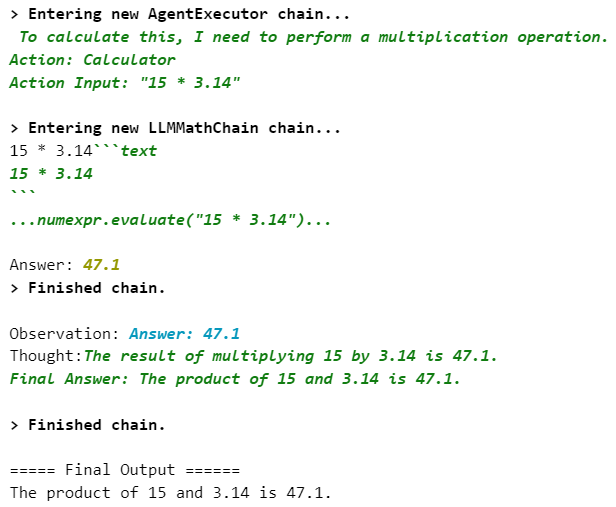 > Entering new AgentExecutor chain...
To calculate this, I need to perform a multiplication operation.
Action: Calculator
Action Input: "15 * 3.14"
> Entering new LLMMathChain chain...
15 * 3.14```text
15 * 3.14
```
...numexpr.evaluate("15 * 3.14")...
Answer: 47.1
> Finished chain.
Observation: Answer: 47.1
Thought:The result of multiplying 15 by 3.14 is 47.1.
Final Answer: The product of 15 and 3.14 is 47.1.
> Finished chain.
===== Final Output ======
The product of 15 and 3.14 is 47.1.